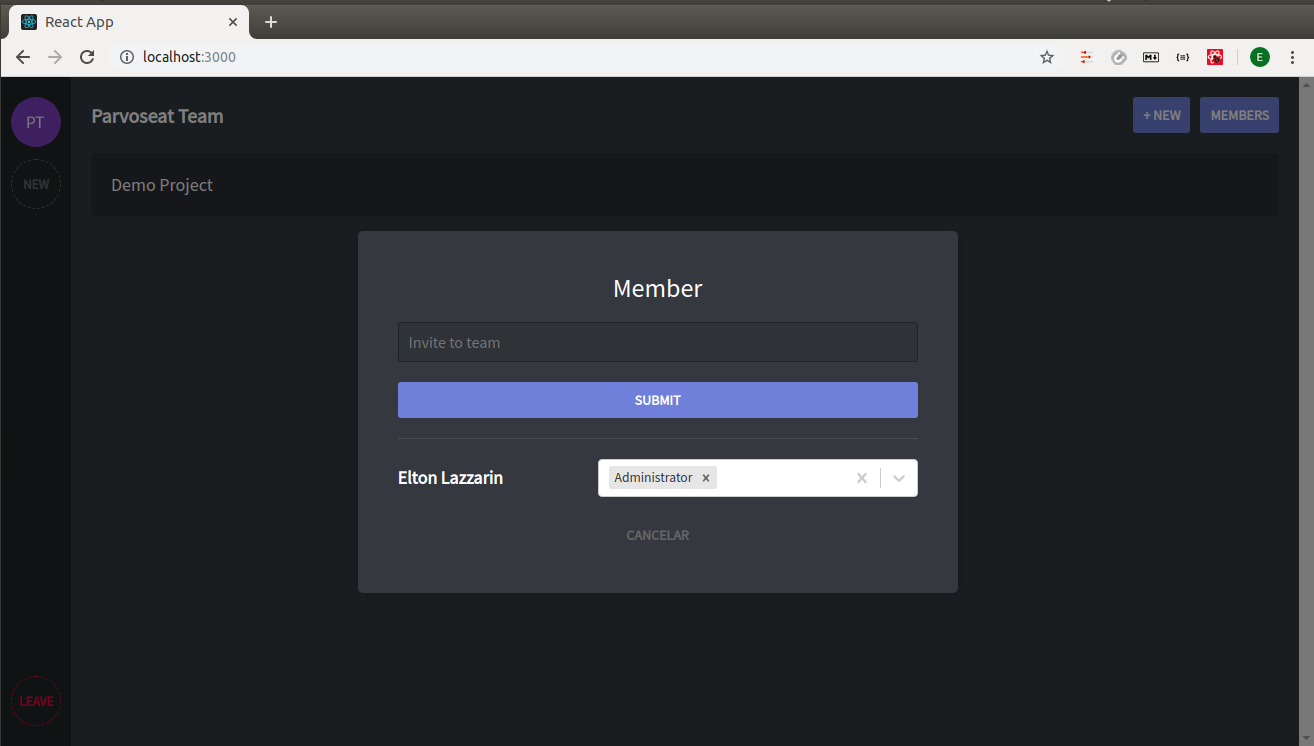 React App
localhost:3000
E
PT
Parvoseat Team
+ NEW
MEMBERS
NEW
Demo Project
Member
Invite to team
SUBMIT
Elton Lazzarin
Administrator
CANCELAR
LEAVE